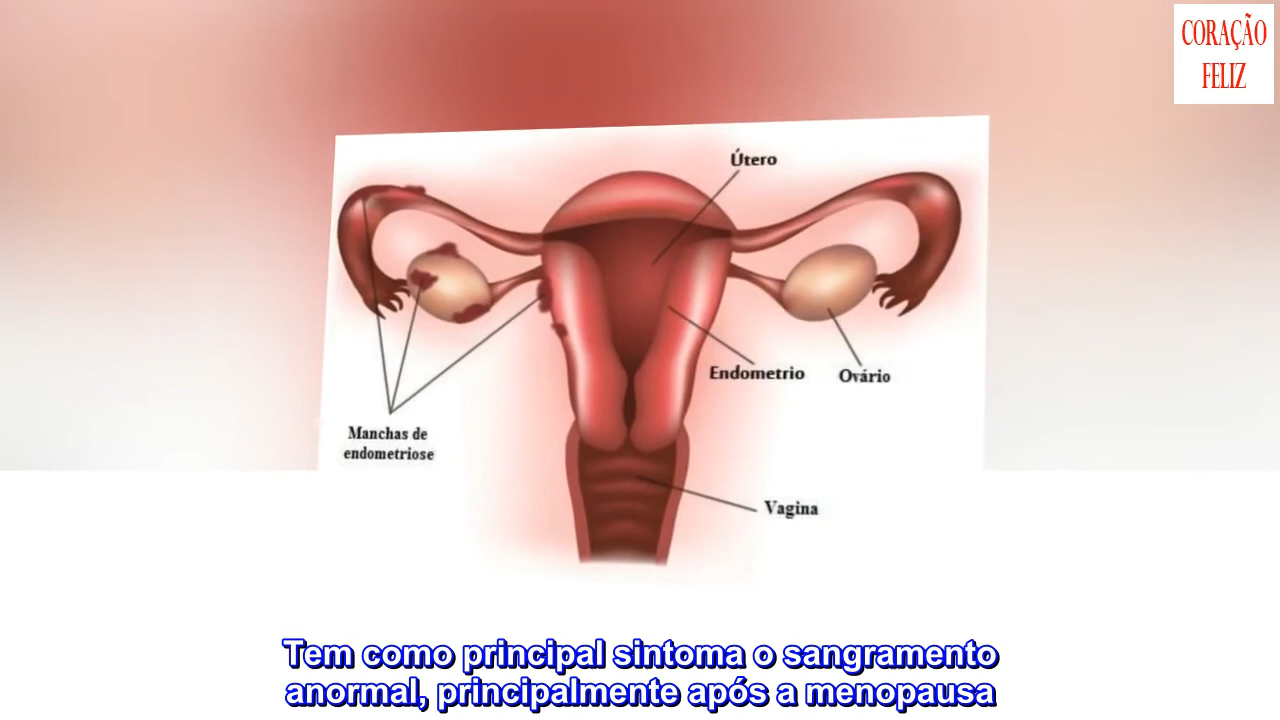 CORAÇÃO
FELIZ
Útero
Endometrio
Ovário
Manchas de
endometriose
Vagina
Tem como principal sintoma o sangramento
anormal, principalmente após a menopausa